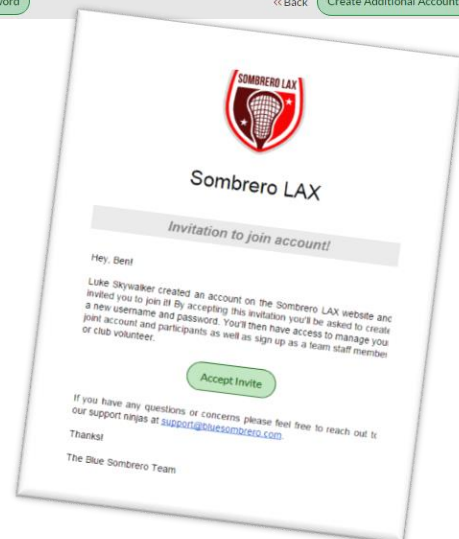 word
« Back
Create Additional Account
SOMBRERO LAX
Sombrero LAX
Invitation to join account!
Hey, Ben!
Luke Skywalker created an account on the Sombrero LAX website and
invited you to join it! By accepting this invitation you'll be asked to create
a new username and password. You'll then have access to manage you
joint account and participants as well as sign up as a team staff member
or club volunteer.
Accept Invite
If you have any questions or concerns please feel free to reach out to
our support ninjas at support@bluesombrero.com.
Thanks!
The Blue Sombrero Team